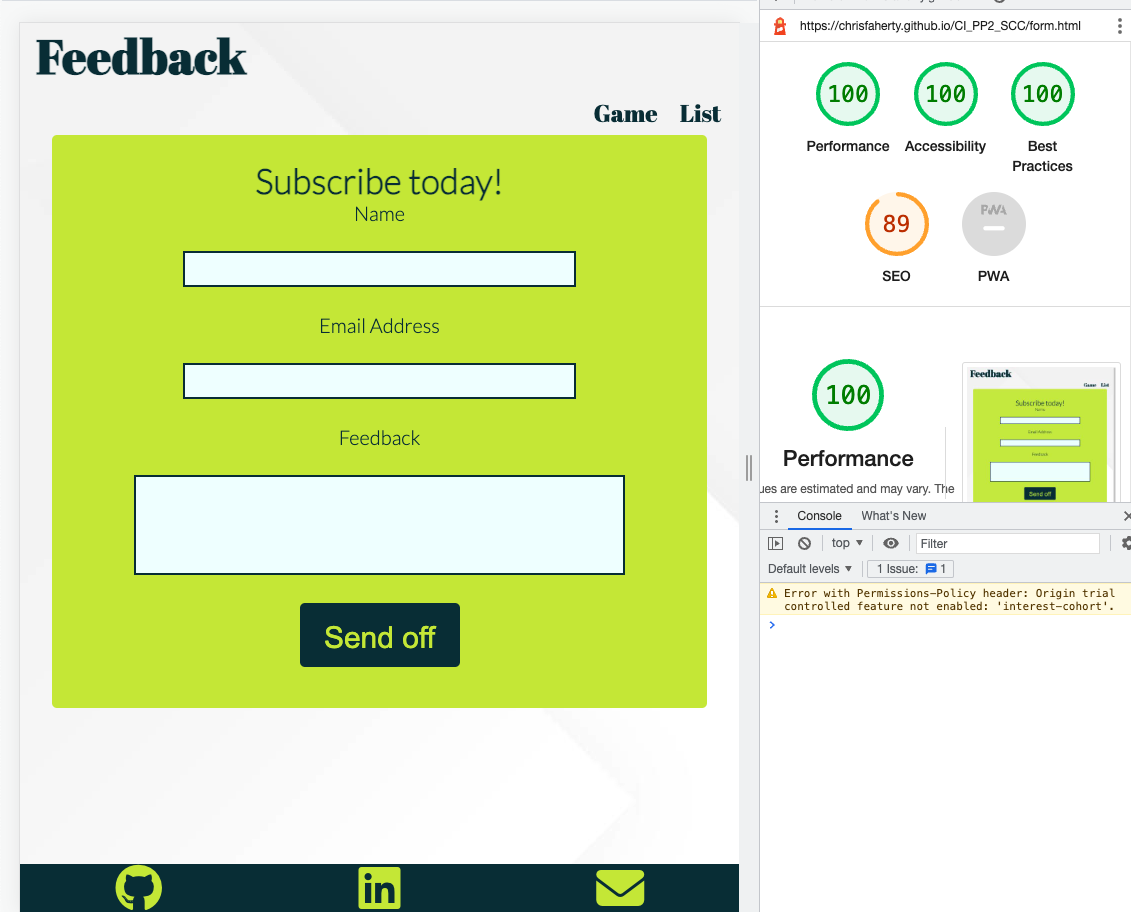 Feedback
Game List
Subscribe today!
Name
Email Address
Feedback
Send off
in
https://chrisfaherty.github.io/CI_PP2_SCC/form.html
100 100 100
Performance Accessibility Best
Practices
89 PWA
SEO PWA
100
Performance
ues are estimated and may vary. The
Feedback
Game List
Subscribe today!
Name
Email Address
Feedback
Send off
Console What's New
top Filter
Default levels 1 Issue: 1
Error with Permissions-Policy header: Origin trial
controlled feature not enabled: 'interest-cohort'.